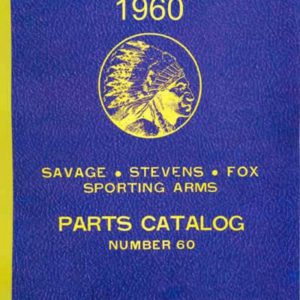 1960
SAVAGE • STEVENS • FOX
SPORTING ARMS
PARTS CATALOG
NUMBER 60